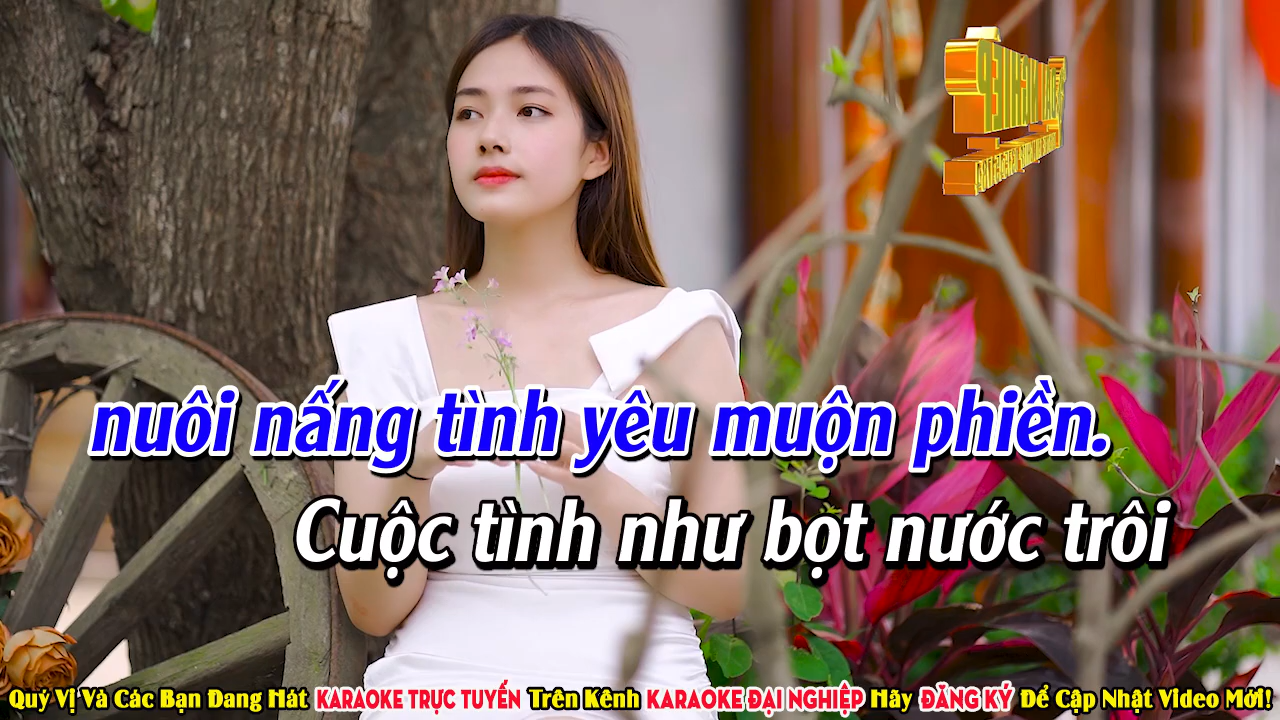 nuôi nấng tình yêu muộn phiền.
Cuộc tình như bọt nước trôi
Quý Vị Và Các Bạn Đang Hát KARAOKE TRỰC TUYẾN Trên Kênh KARAOKE ĐẠI NGHIỆP Hãy ĐĂNG KÝ Để Cập Nhật Video Mới!